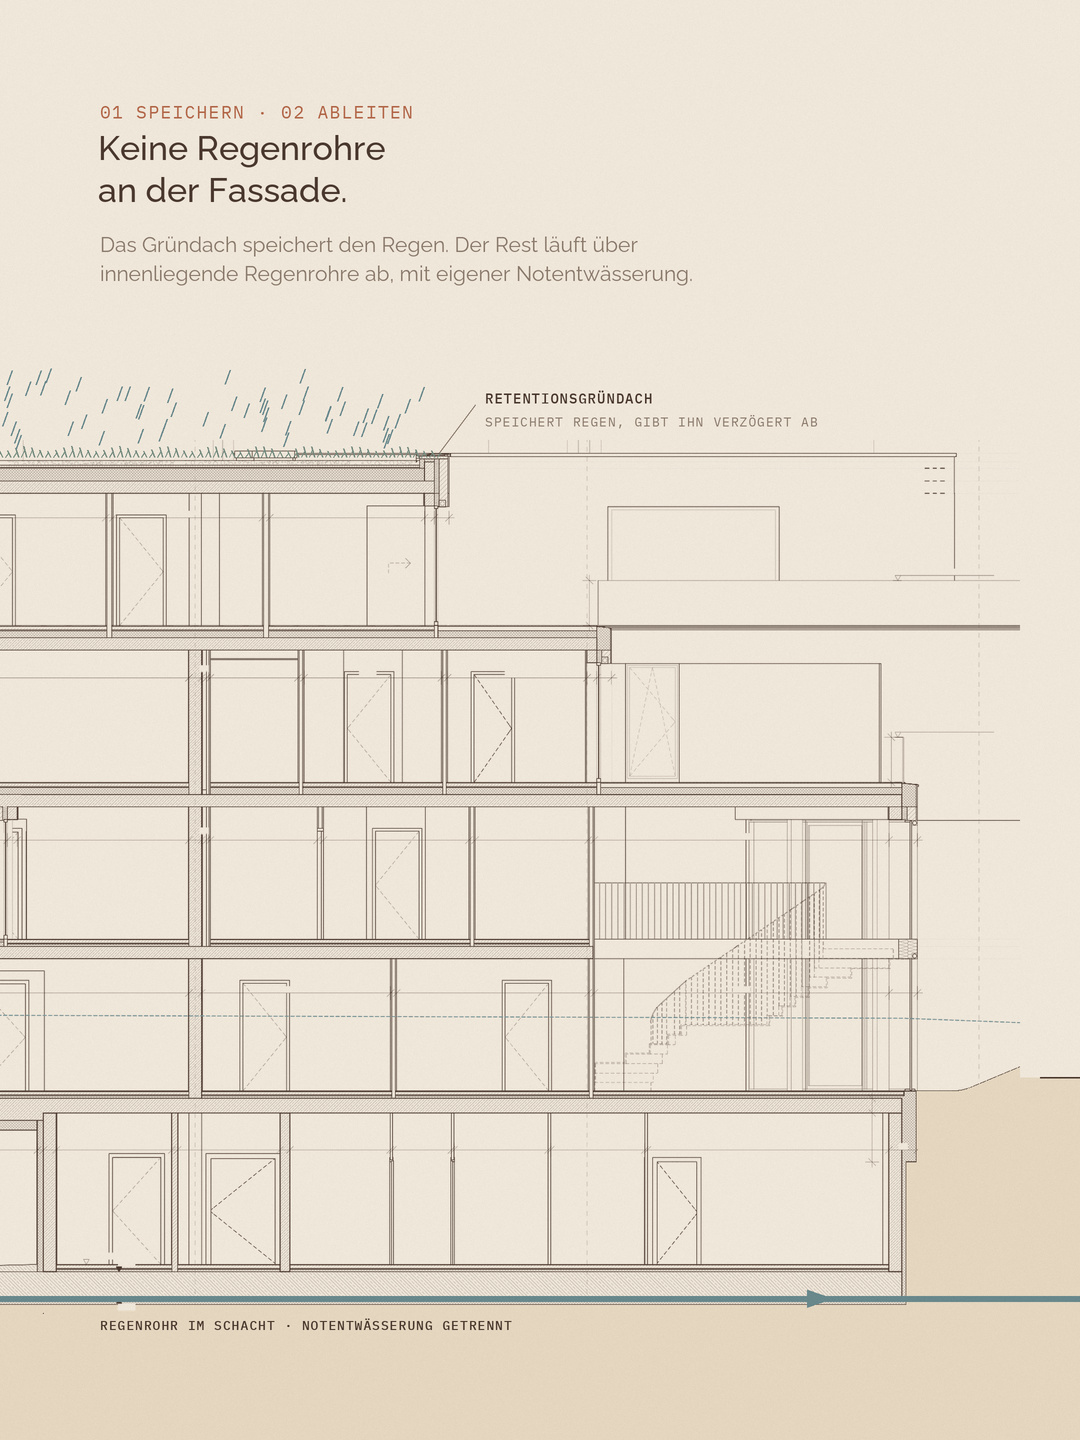 01 SPEICHERN · 02 ABLEITEN
Keine Regenrohre
an der Fassade.
Das Gründach speichert den Regen. Der Rest läuft über
innenliegende Regenrohre ab, mit eigener Notentwässerung.
RETENTIONSGRÜNDACH
SPEICHERT REGEN, GIBT IHN VERZÖGERT AB
REGENROHR IM SCHACHT · NOTENTWÄSSERUNG GETRENNT